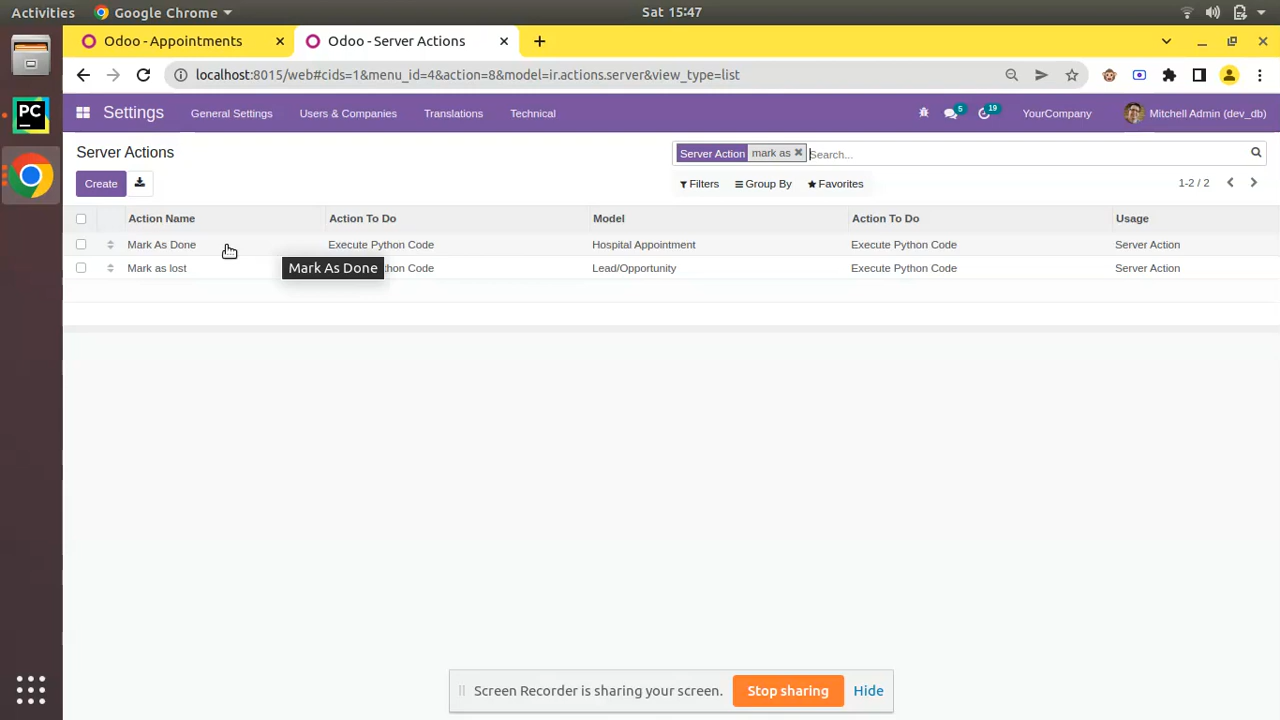 Activities Google Chrome Sat 15:47
Odoo - Appointments Odoo - Server Actions
localhost:8015/web#cids=1&menu_id=4&action=8&model=ir.actions.server&view_type=list
PC Settings General Settings Users & Companies Translations Technical 5 19 YourCompany Mitchell Admin (dev_db)
Server Actions Server Action mark as Search...
Create Filters Group By Favorites 1-2 / 2
Action Name Action To Do Model Action To Do Usage
Mark As Done Execute Python Code Hospital Appointment Execute Python Code Server Action
Mark as lost thon Code Lead/Opportunity Execute Python Code Server Action
Mark As Done
Screen Recorder is sharing your screen. Stop sharing Hide